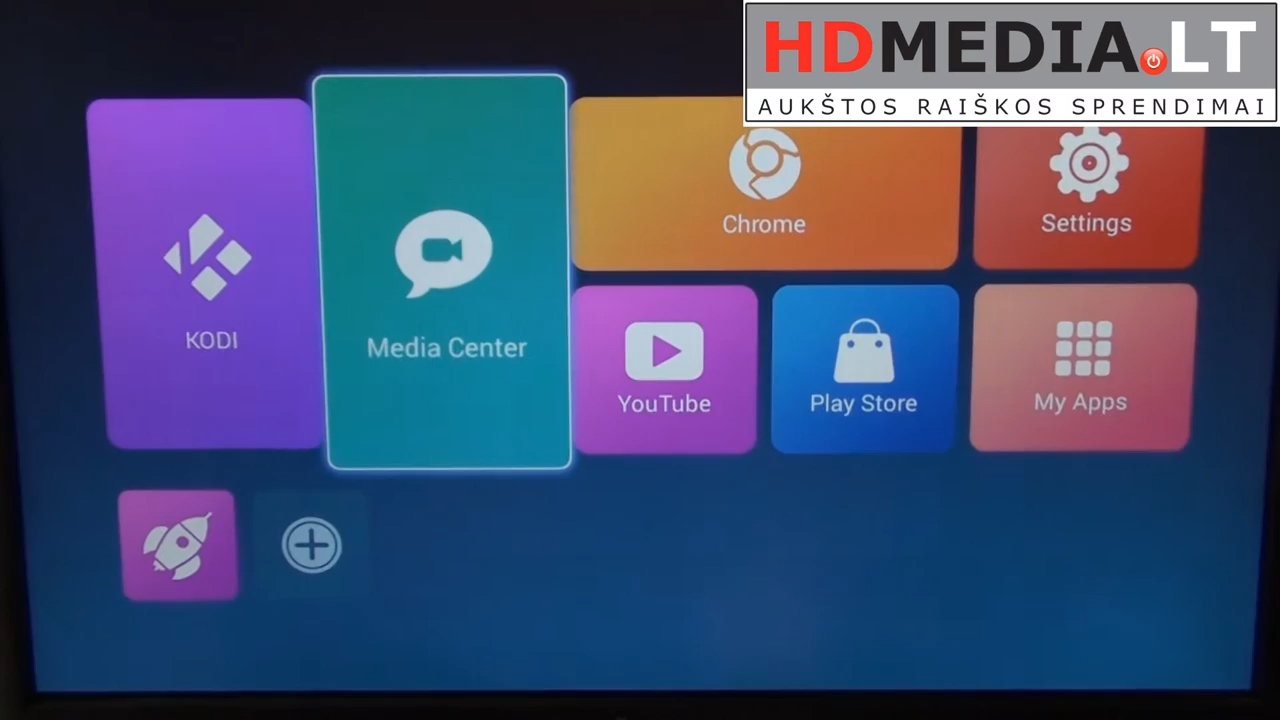 HDMEDIA.LT
AUKŠTOS RAIŠKOS SPRENDIMAI
Chrome
Settings
KODI
Media Center
YouTube
Play Store
My Apps